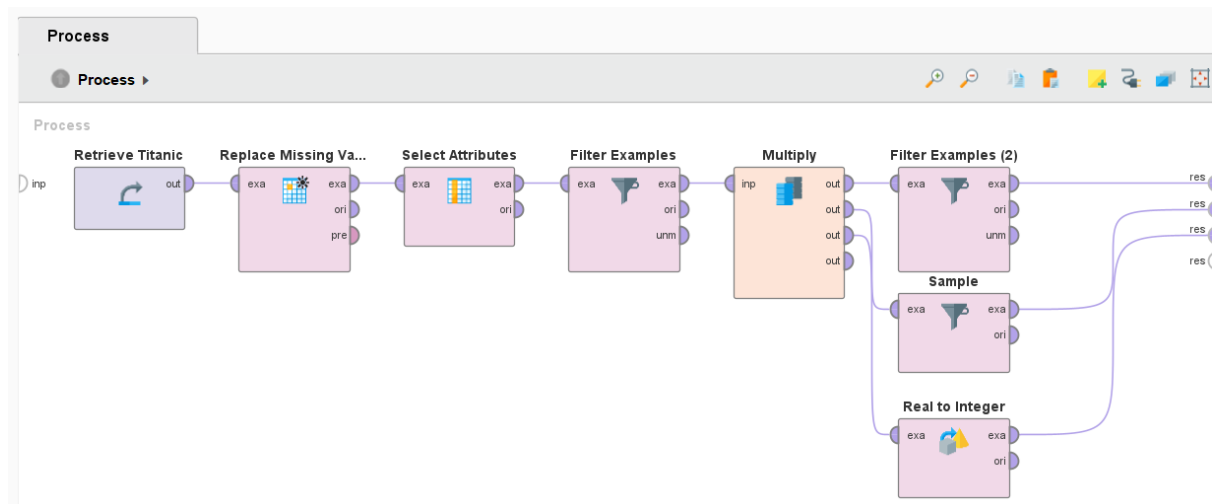 Process
Process
Process
Retrieve Titanic
Replace Missing Va...
Select Attributes
Filter Examples
Multiply
Filter Examples (2)
inp
out
exa
exa
ori
pre
exa
exa
ori
exa
exa
ori
unm
inp
out
out
out
out
exa
exa
ori
unm
res
res
res
res
Sample
exa
exa
ori
Real to Integer
exa
exa
ori